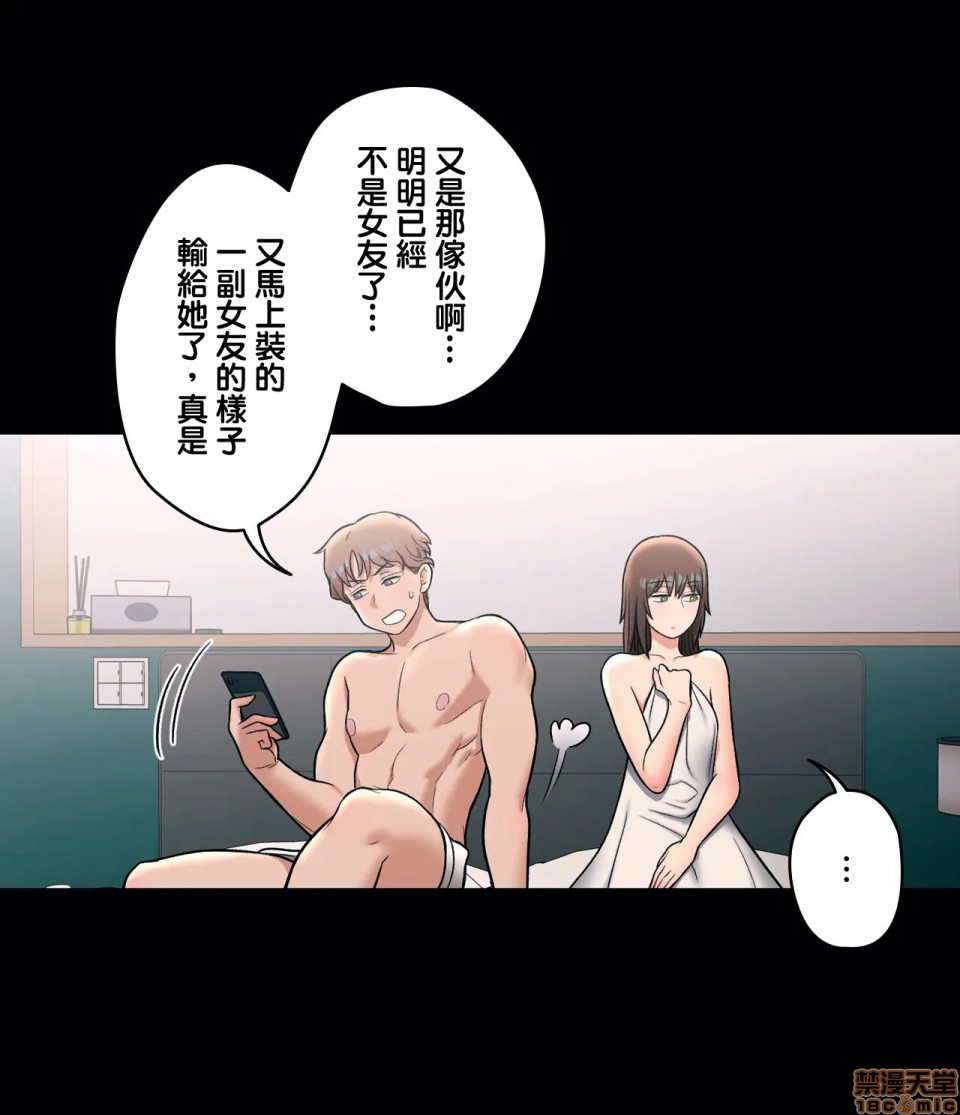 又是那傢伙啊…
明明已經
不是女友了…
又馬上裝的
一副女友的樣子
輸給她了，真是
…
禁漫天堂
18comic